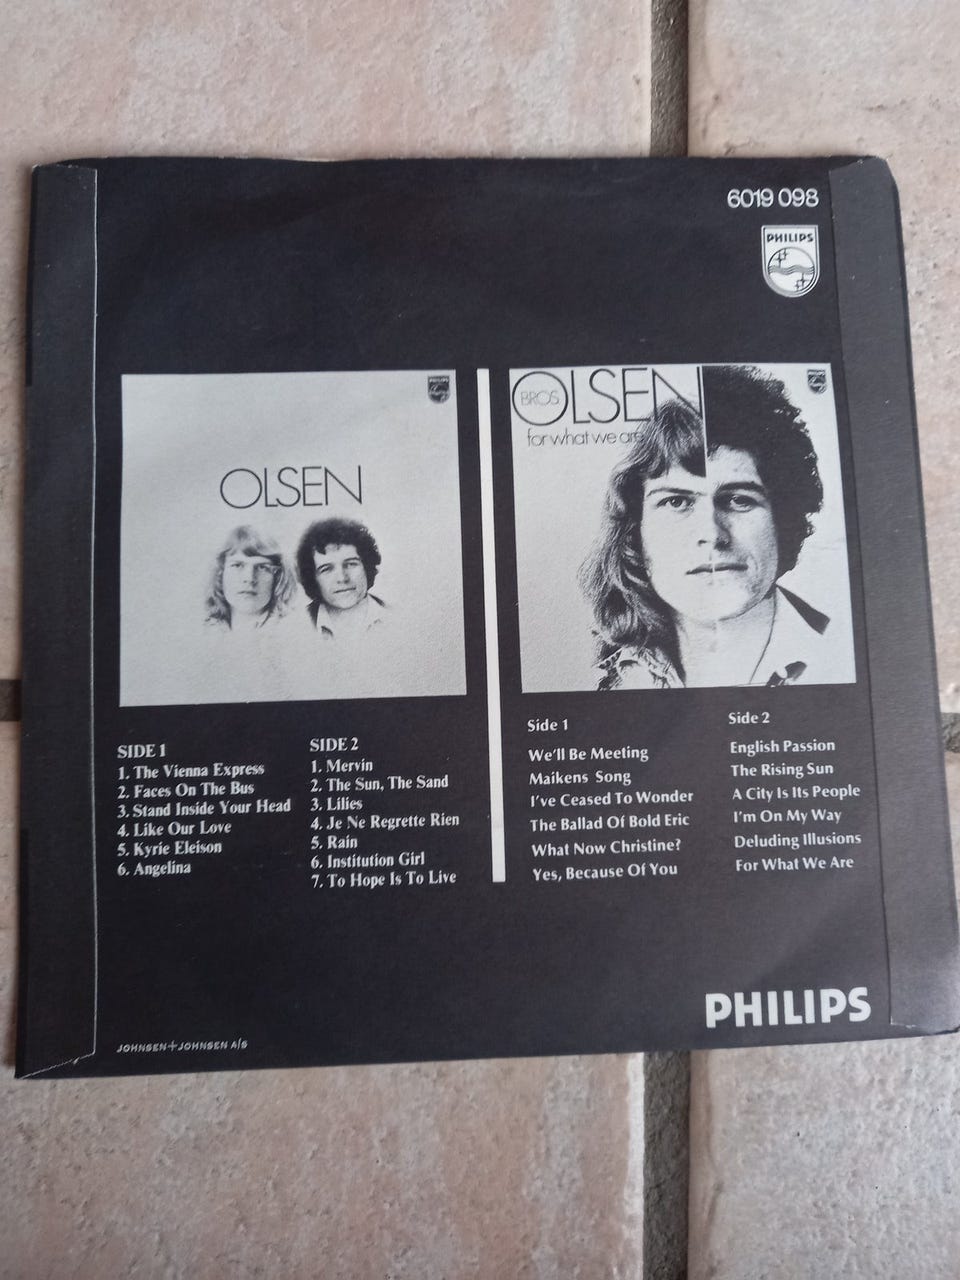 6019 098
PHILIPS
PHILIPS
OLSEN
PHILIPS
BROS.
OLSEN
for what we are
SIDE 1
1. The Vienna Express
2. Faces On The Bus
3. Stand Inside Your Head
4. Like Our Love
5. Kyrie Eleison
6. Angelina
SIDE 2
1. Mervin
2. The Sun, The Sand
3. Lilies
4. Je Ne Regrette Rien
5. Rain
6. Institution Girl
7. To Hope Is To Live
Side 1
We'll Be Meeting
Maikens Song
I've Ceased To Wonder
The Ballad Of Bold Eric
What Now Christine?
Yes, Because Of You
Side 2
English Passion
The Rising Sun
A City Is Its People
I'm On My Way
Deluding Illusions
For What We Are
PHILIPS
JOHNSEN+JOHNSEN A/S